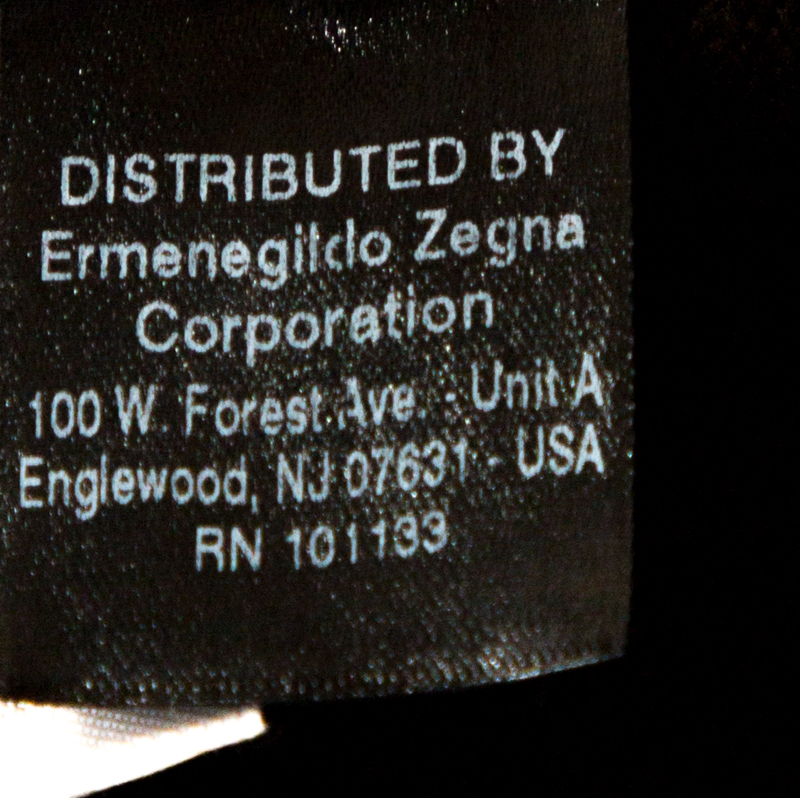 DISTRIBUTED BY
Ermenegildo Zegna
Corporation
100 W. Forest Ave. - Unit A
Englewood, NJ 07631 - USA
RN 101133